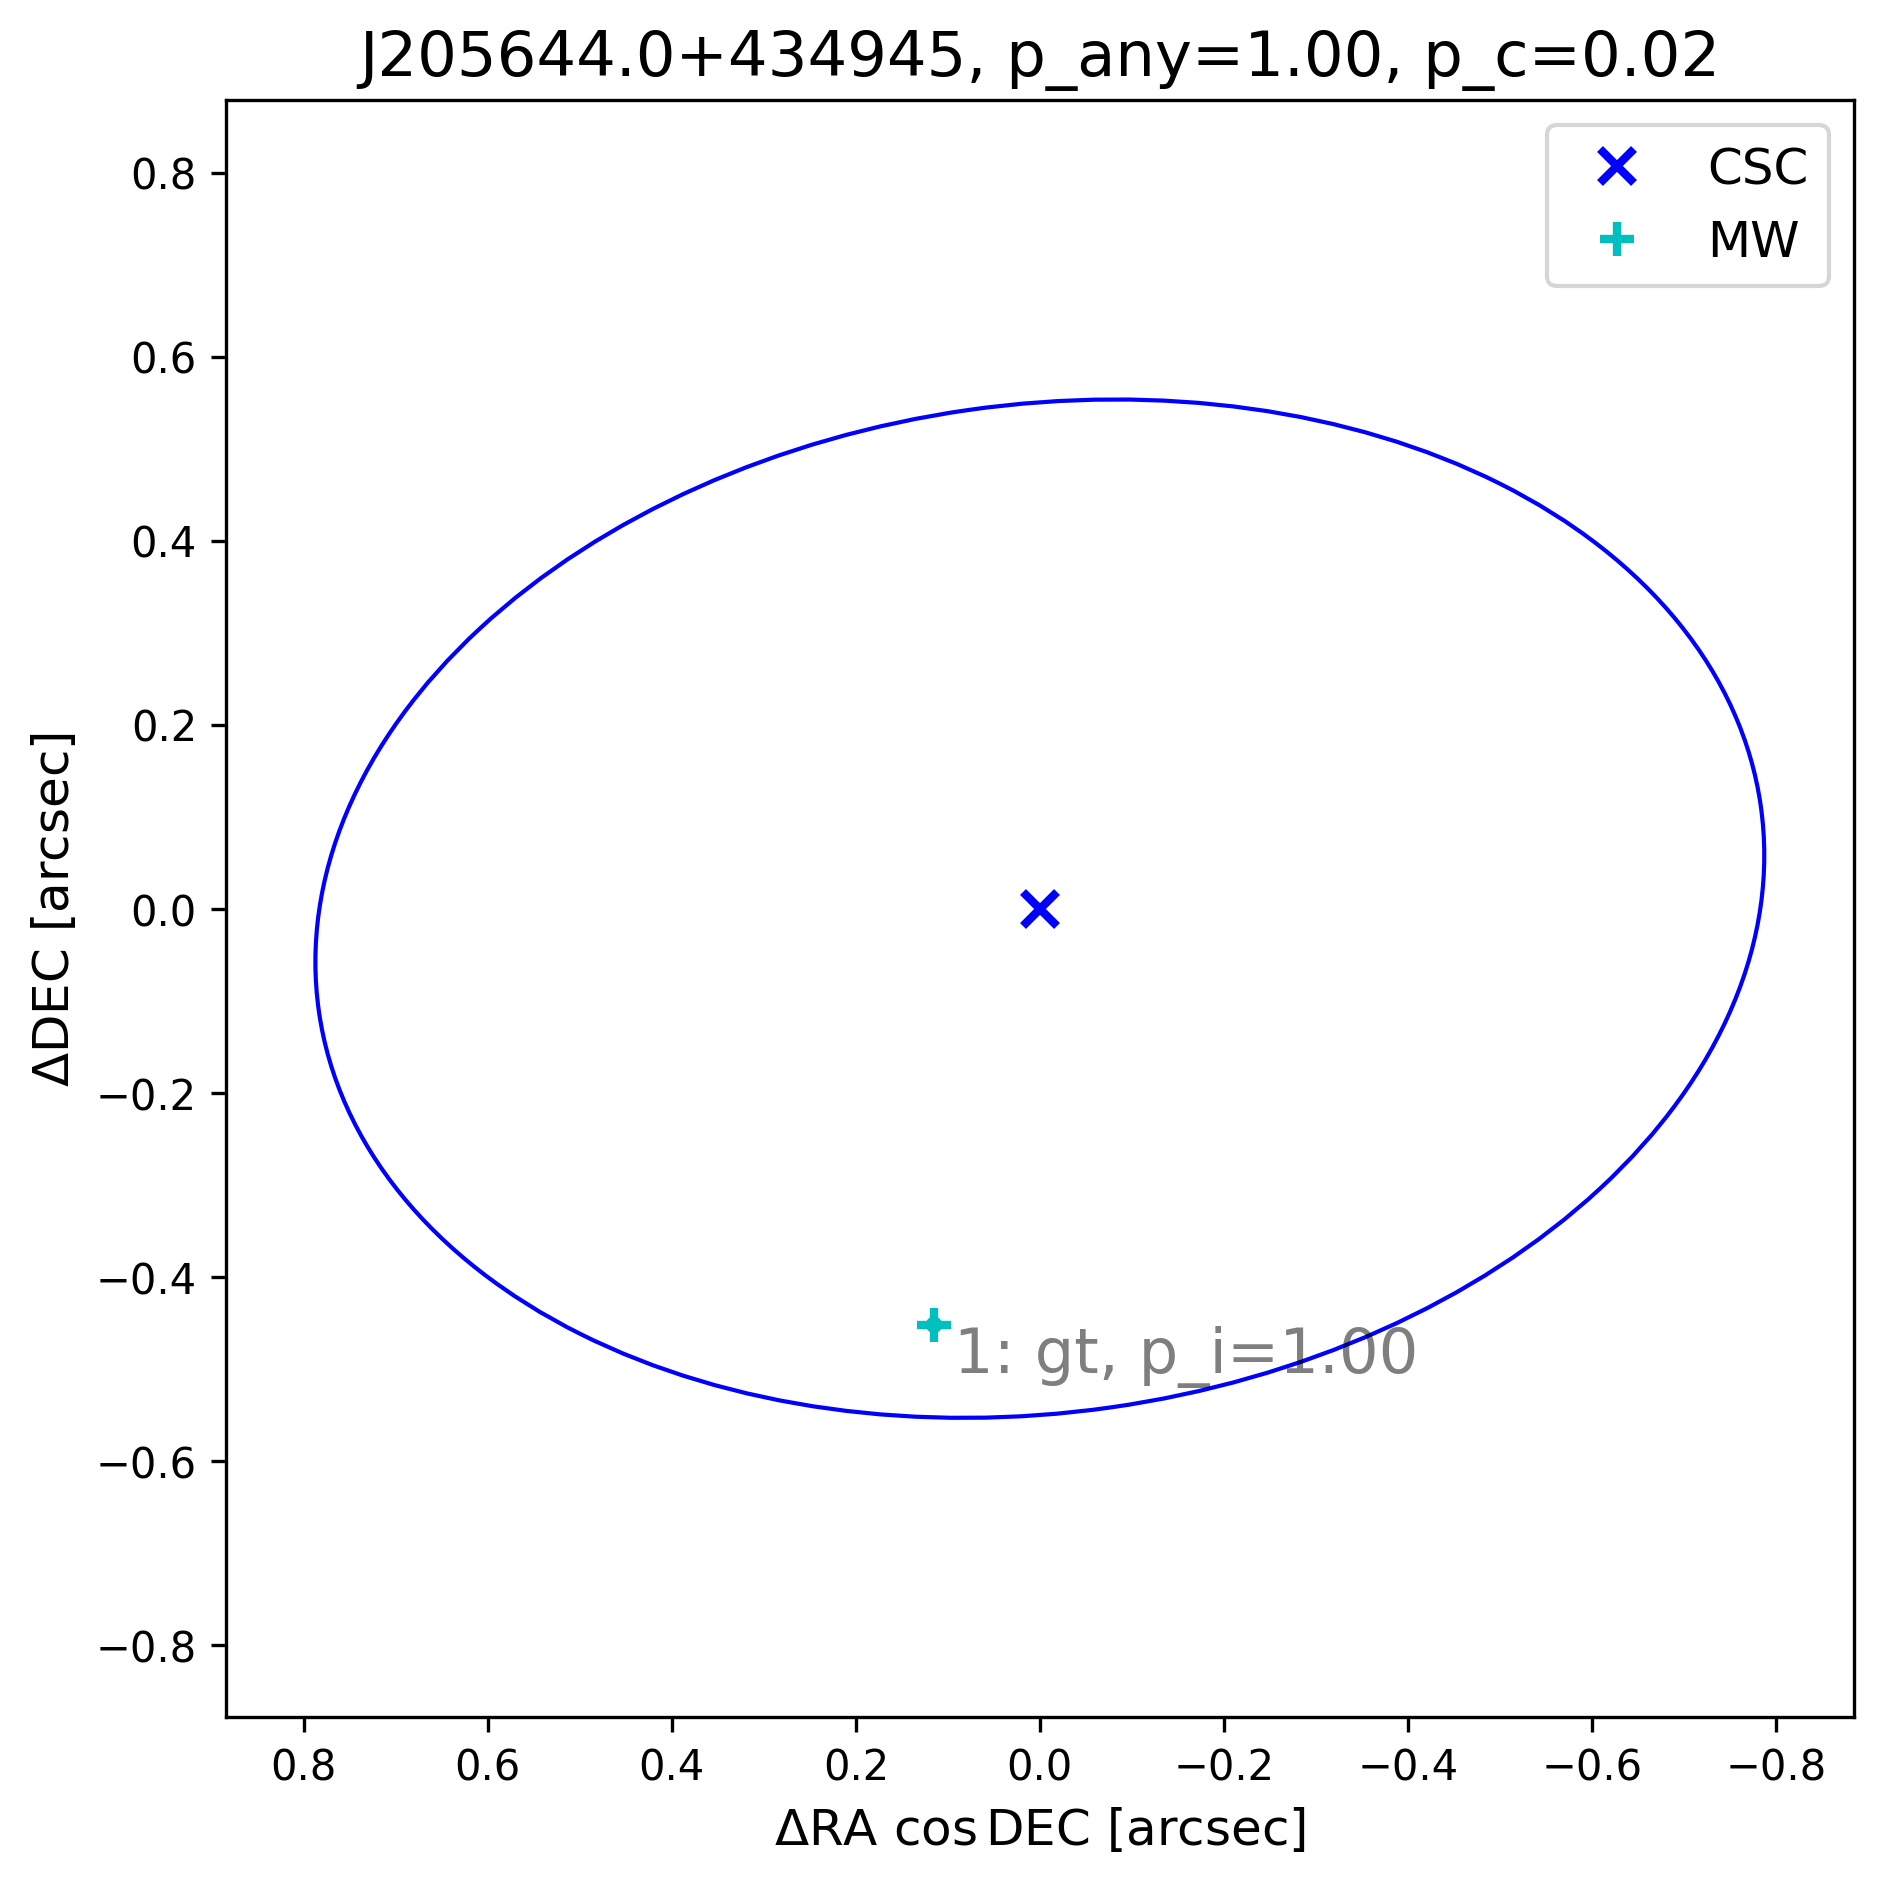 J205644.0+434945, p_any=1.00, p_c=0.02
CSC
MW
0.8
0.6
0.4
0.2
0.0
−0.2
−0.4
−0.6
−0.8
ΔDEC [arcsec]
1: gt, p_i=1.00
0.8 0.6 0.4 0.2 0.0 −0.2 −0.4 −0.6 −0.8
ΔRA cos DEC [arcsec]